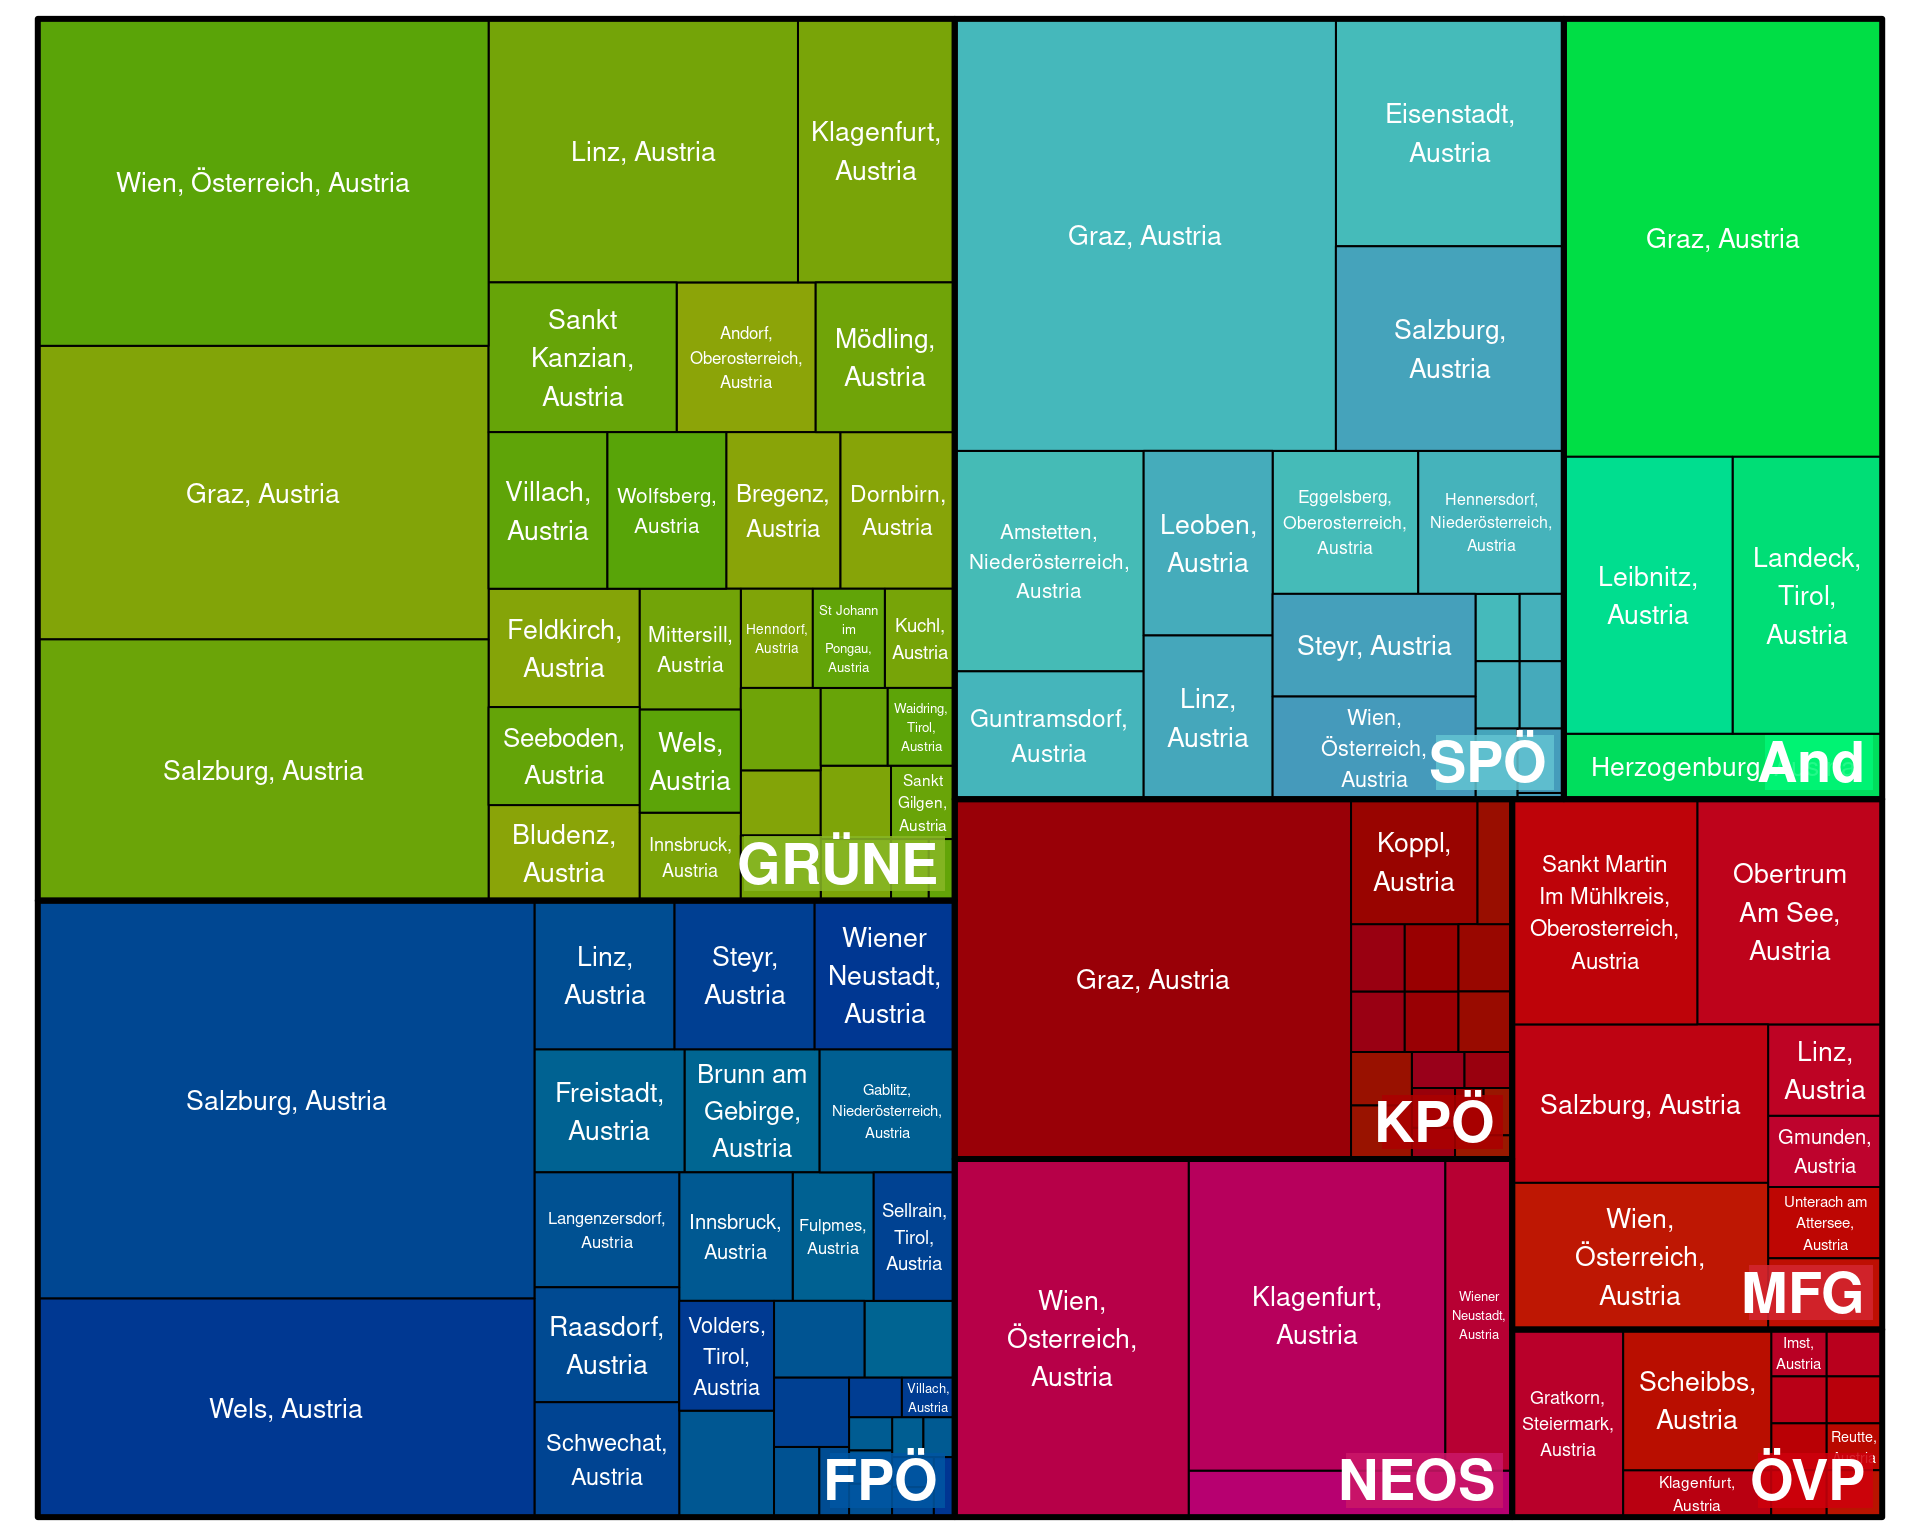 Wien, Österreich, Austria
Graz, Austria
Salzburg, Austria
Linz, Austria
Klagenfurt,
Austria
Sankt
Kanzian,
Austria
Andorf,
Oberosterreich,
Austria
Mödling,
Austria
Villach,
Austria
Wolfsberg,
Austria
Bregenz,
Austria
Dornbirn,
Austria
Feldkirch,
Austria
Mittersill,
Austria
Henndorf,
Austria
St Johann
im
Pongau,
Austria
Kuchl,
Austria
Seeboden,
Austria
Wels,
Austria
Waidring,
Tirol,
Austria
Bludenz,
Austria
Innsbruck,
Austria
Sankt
Gilgen,
Austria
GRÜNE
Graz, Austria
Eisenstadt,
Austria
Salzburg,
Austria
Amstetten,
Niederösterreich,
Austria
Leoben,
Austria
Eggelsberg,
Oberosterreich,
Austria
Hennersdorf,
Niederösterreich,
Austria
Guntramsdorf,
Austria
Linz,
Austria
Steyr, Austria
Wien,
Österreich,
Austria
SPÖ
Graz, Austria
Leibnitz,
Austria
Landeck,
Tirol,
Austria
Herzogenburg
And
Salzburg, Austria
Wels, Austria
Linz,
Austria
Steyr,
Austria
Wiener
Neustadt,
Austria
Freistadt,
Austria
Brunn am
Gebirge,
Austria
Gablitz,
Niederösterreich,
Austria
Langenzersdorf,
Austria
Innsbruck,
Austria
Fulpmes,
Austria
Sellrain,
Tirol,
Austria
Raasdorf,
Austria
Volders,
Tirol,
Austria
Villach,
Austria
Schwechat,
Austria
FPÖ
Graz, Austria
Koppl,
Austria
KPÖ
Wien,
Österreich,
Austria
Klagenfurt,
Austria
Wiener
Neustadt,
Austria
NEOS
Sankt Martin
Im Mühlkreis,
Oberosterreich,
Austria
Obertrum
Am See,
Austria
Salzburg, Austria
Linz,
Austria
Gmunden,
Austria
Wien,
Österreich,
Austria
Unterach am
Attersee,
Austria
MFG
Gratkorn,
Steiermark,
Austria
Scheibbs,
Austria
Imst,
Austria
Reutte,
Klagenfurt,
Austria
ÖVP